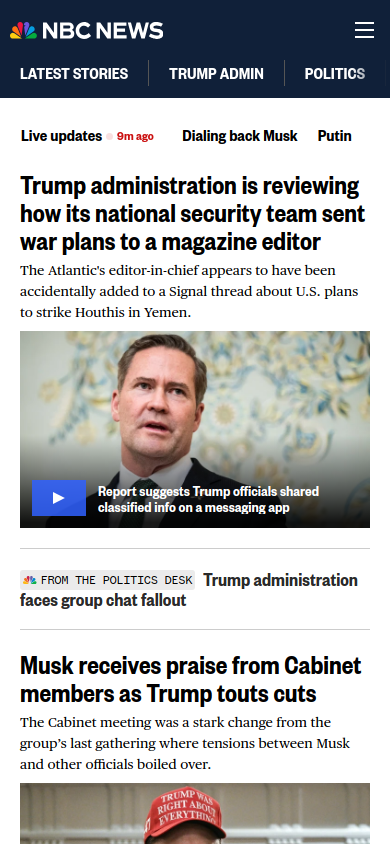 NBC NEWS
LATEST STORIES TRUMP ADMIN POLITICS
Live updates 9m ago Dialing back Musk Putin
Trump administration is reviewing
how its national security team sent
war plans to a magazine editor
The Atlantic's editor-in-chief appears to have been
accidentally added to a Signal thread about U.S. plans
to strike Houthis in Yemen.
Report suggests Trump officials shared
classified info on a messaging app
FROM THE POLITICS DESK Trump administration
faces group chat fallout
Musk receives praise from Cabinet
members as Trump touts cuts
The Cabinet meeting was a stark change from the
group’s last gathering where tensions between Musk
and other officials boiled over.
TRUMP WAS
RIGHT ABOUT
EVERYTHING